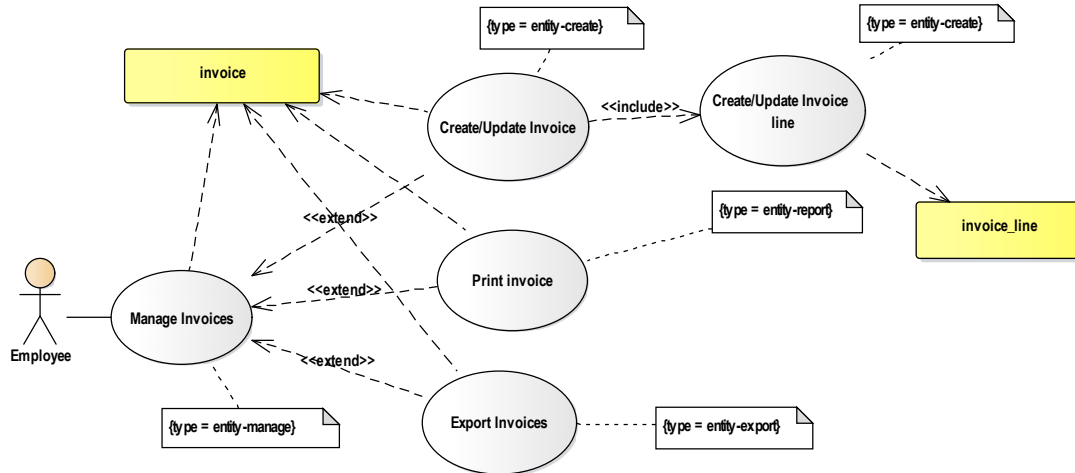 {type = entity-create}
{type = entity-create}
invoice
Create/Update Invoice
<<include>>
Create/Update Invoice
line
{type = entity-report}
<<extend>>
invoice_line
Print invoice
<<extend>>
Manage Invoices
Employee
<<extend>>
{type = entity-manage}
Export Invoices
{type = entity-export}